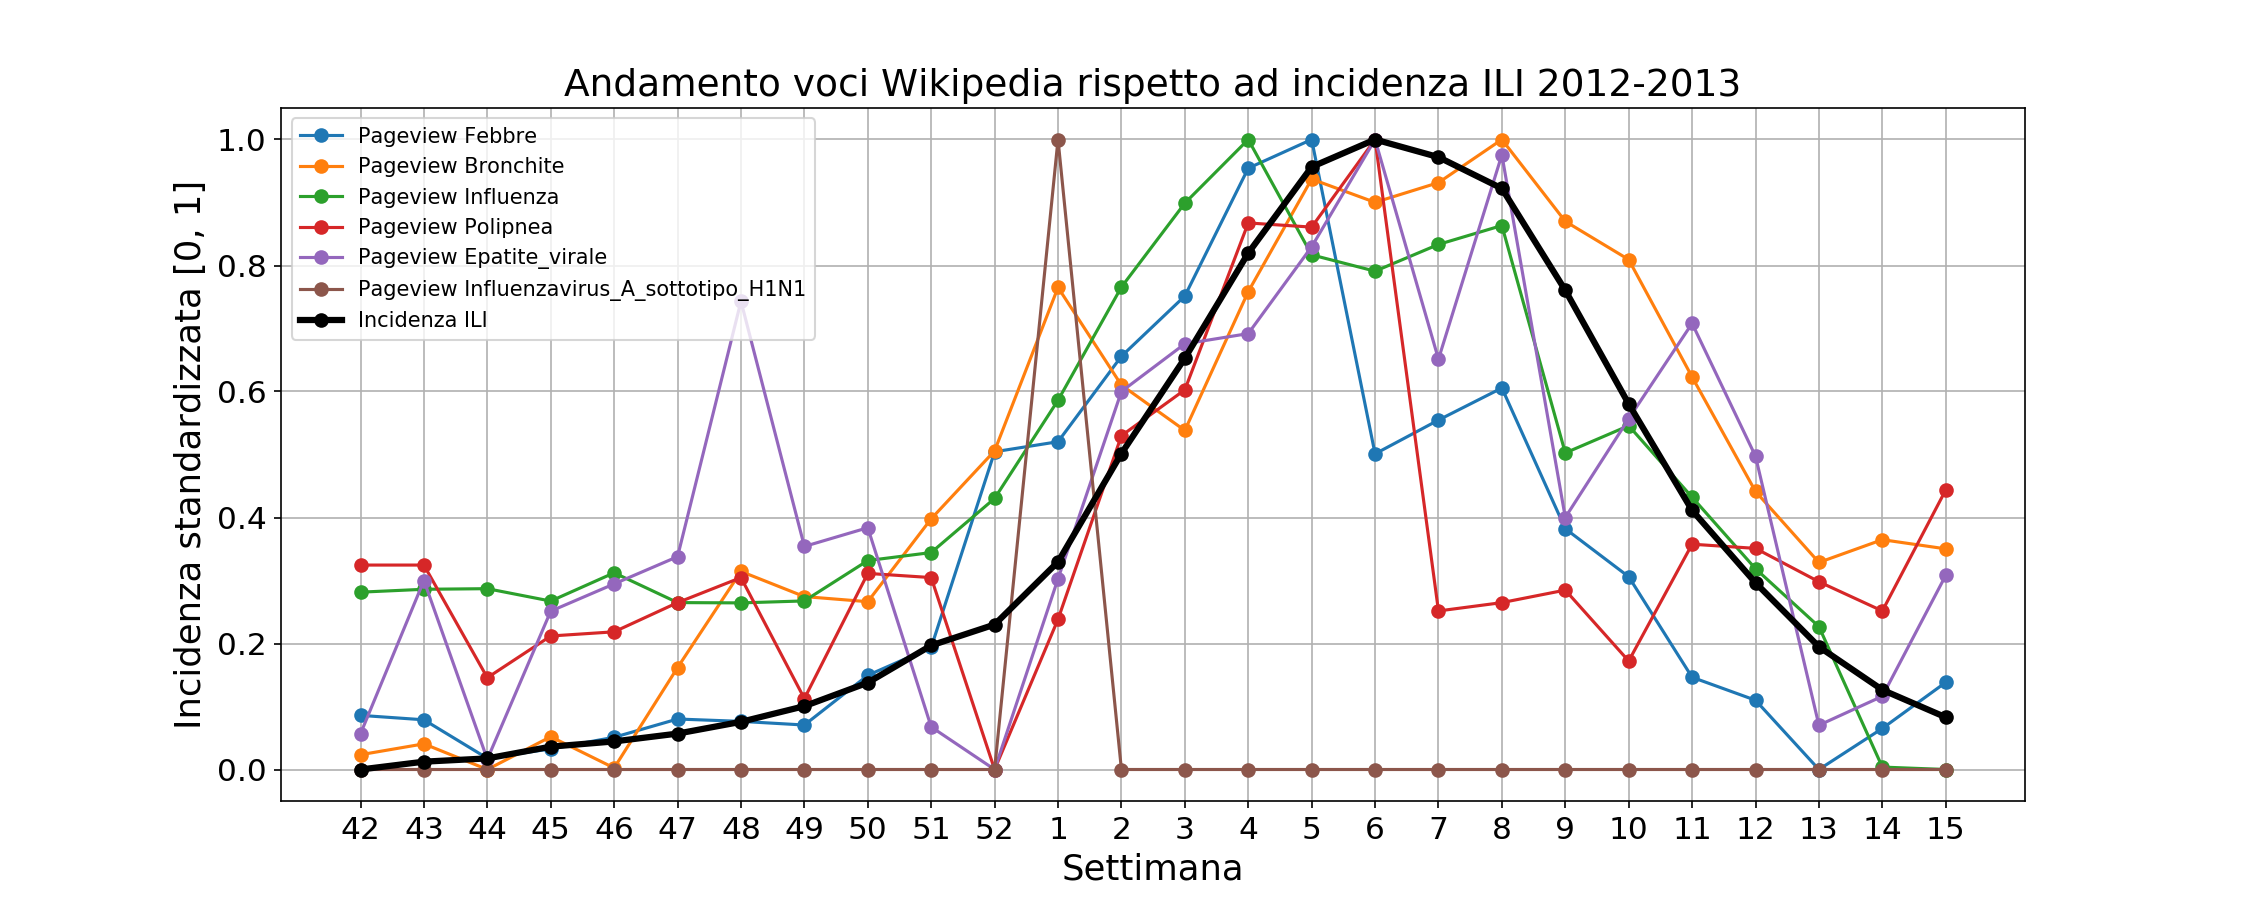 Andamento voci Wikipedia rispetto ad incidenza ILI 2012-2013
Incidenza standardizzata [0, 1]
1.0
0.8
0.6
0.4
0.2
0.0
Pageview Febbre
Pageview Bronchite
Pageview Influenza
Pageview Polipnea
Pageview Epatite_virale
Pageview Influenzavirus_A_sottotipo_H1N1
Incidenza ILI
42 43 44 45 46 47 48 49 50 51 52 1 2 3 4 5 6 7 8 9 10 11 12 13 14 15
Settimana